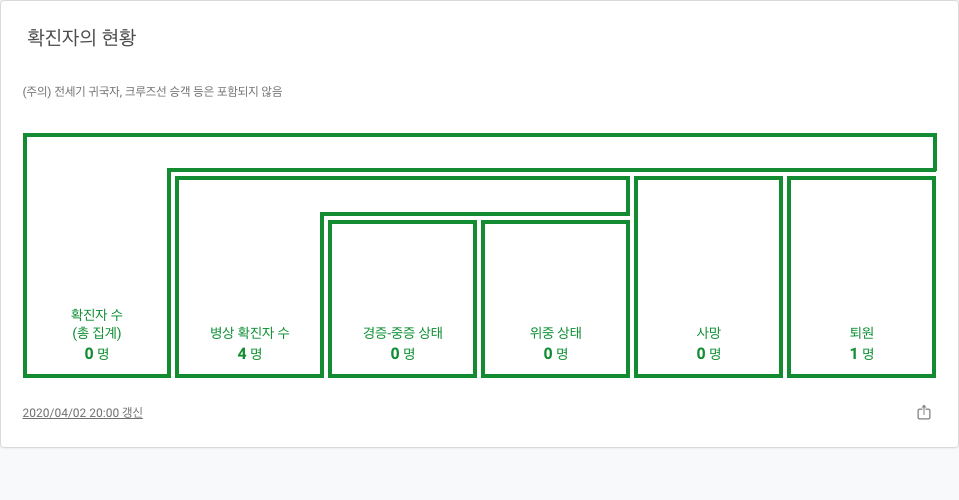 확진자의 현황
(주의) 전세기 귀국자, 크루즈선 승객 등은 포함되지 않음
확진자 수
(총 집계)
0 명
병상 확진자 수
4 명
경증-중증 상태
0 명
위중 상태
0 명
사망
0 명
퇴원
1 명
2020/04/02 20:00 갱신